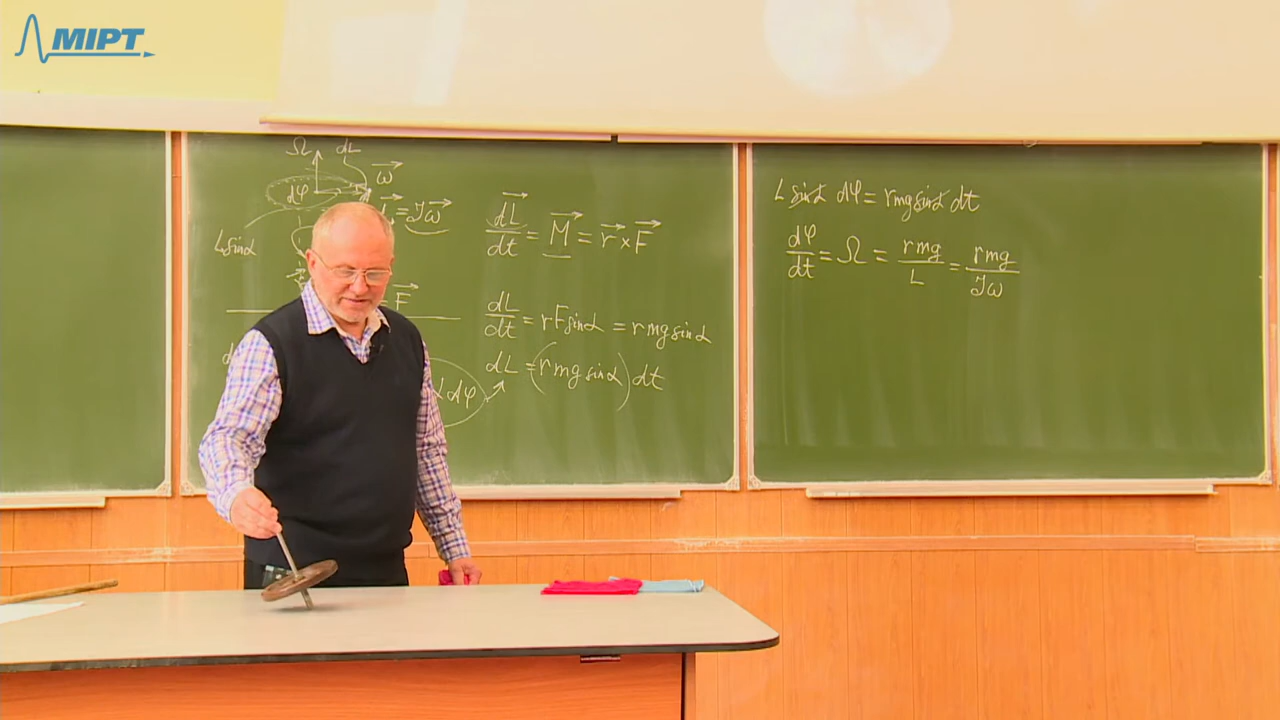 MIPT
Ω dL
dφ ω⃗
=Jω⃗
L sinα
F⃗
dφ
dL⃗/dt = M⃗ = r⃗ × F⃗
dL/dt = rF sinα = rmg sinα
dL = (rmg sinα) dt
L sinα dφ = rmg sinα dt
dφ/dt = Ω = rmg/L = rmg/Jω